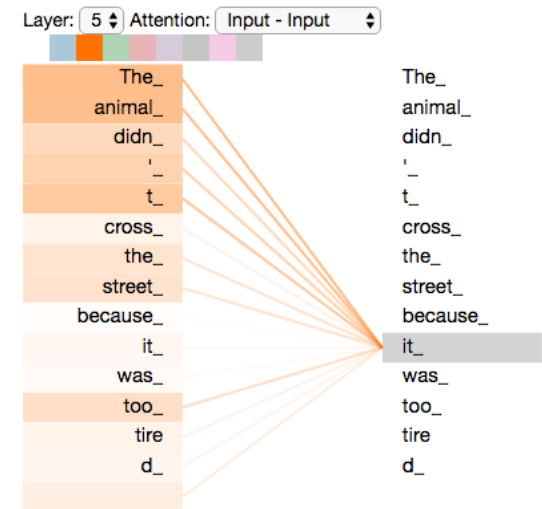 Layer: 5 Attention: Input - Input
The_ The_
animal_ animal_
didn_ didn_
'_ '_
t_ t_
cross_ cross_
the_ the_
street_ street_
because_ because_
it_ it_
was_ was_
too_ too_
tire tire
d_ d_